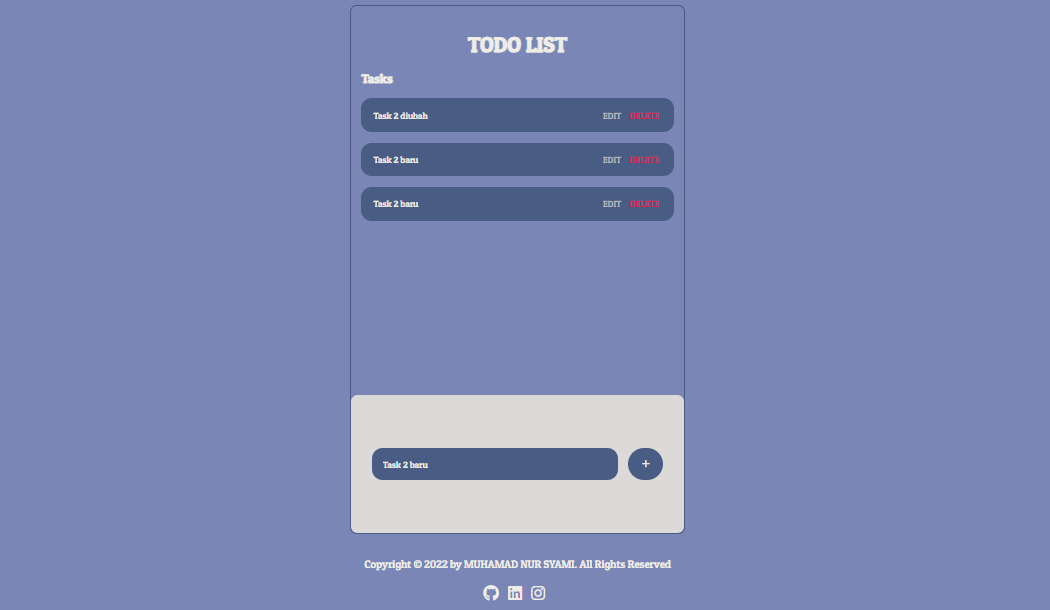 TODO LIST
Tasks
Task 2 diubah EDIT DELETE
Task 2 baru EDIT DELETE
Task 2 baru EDIT DELETE
Task 2 baru +
Copyright © 2022 by MUHAMAD NUR SYAMI. All Rights Reserved